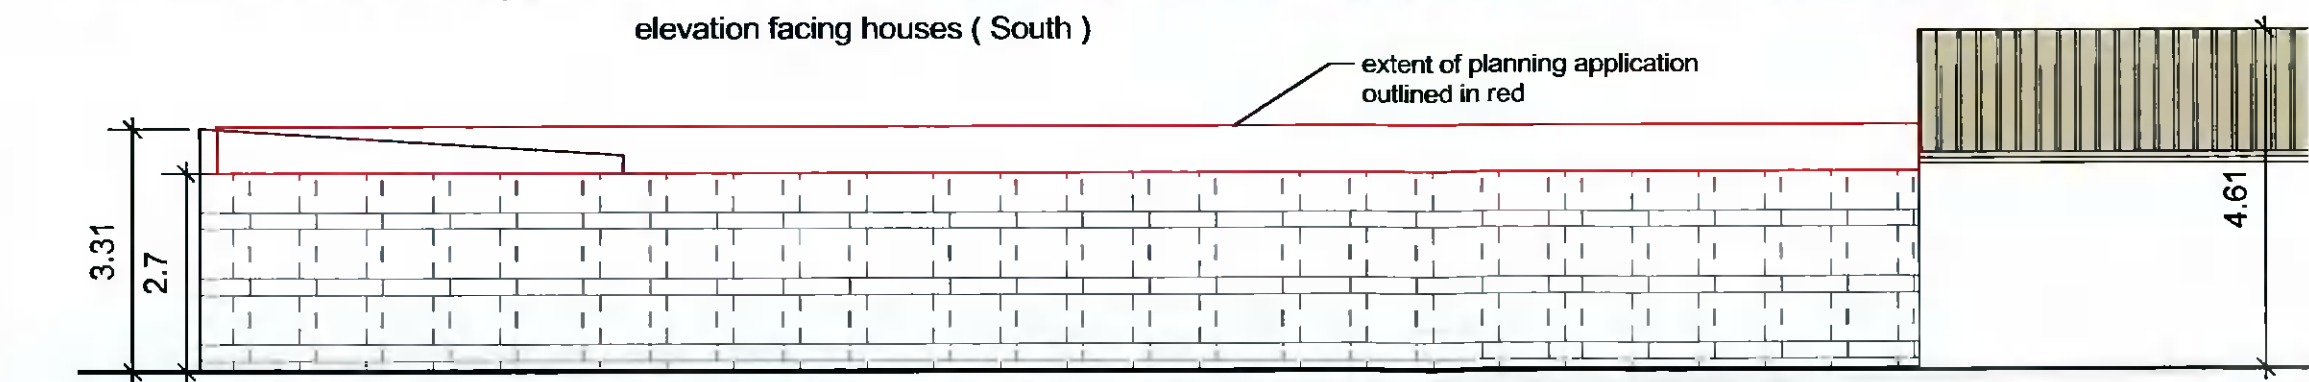 elevation facing houses ( South )
extent of planning application
outlined in red
3.31
2.7
4.61